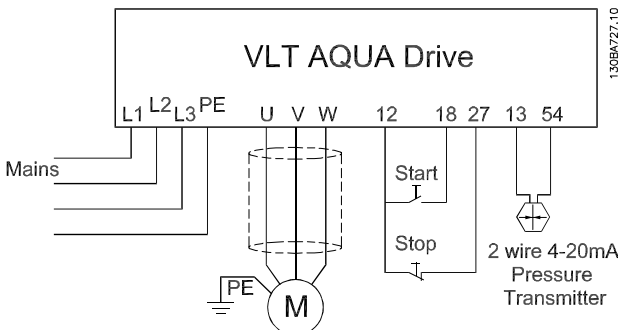 VLT AQUA Drive
130BA727.10
L1 L2 L3 PE U V W 12 18 27 13 54
Mains
Start
Stop
2 wire 4-20mA
Pressure
Transmitter
PE
M